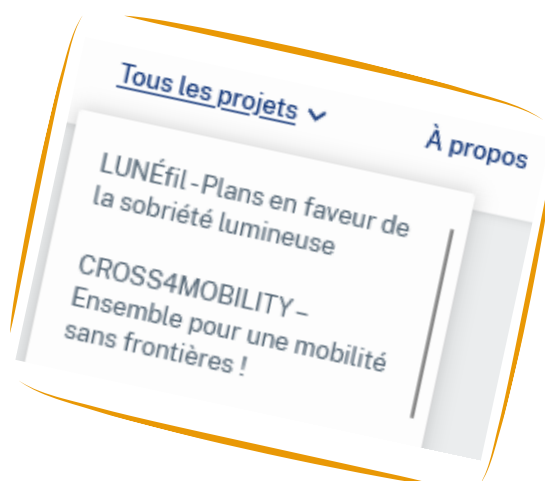 Tous les projets
À propos
LUNÉfil - Plans en faveur de
la sobriété lumineuse
CROSS4MOBILITY –
Ensemble pour une mobilité
sans frontières !